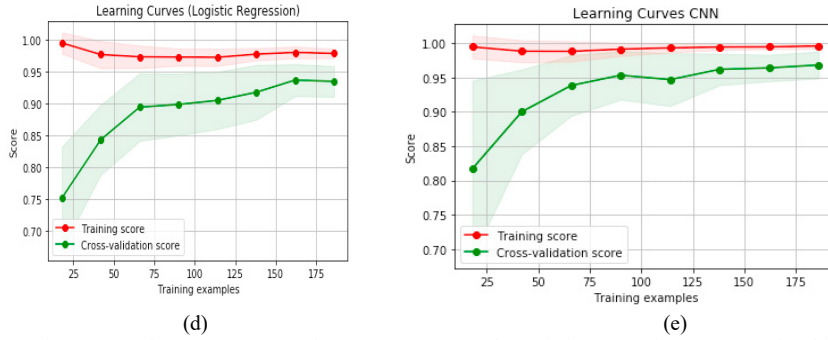 Learning Curves (Logistic Regression)
1.00
0.95
0.90
0.85
0.80
0.75
0.70
Score
Training score
Cross-validation score
25 50 75 100 125 150 175
Training examples
(d)
Learning Curves CNN
1.00
0.95
0.90
0.85
0.80
0.75
0.70
Score
Training score
Cross-validation score
25 50 75 100 125 150 175
Training examples
(e)